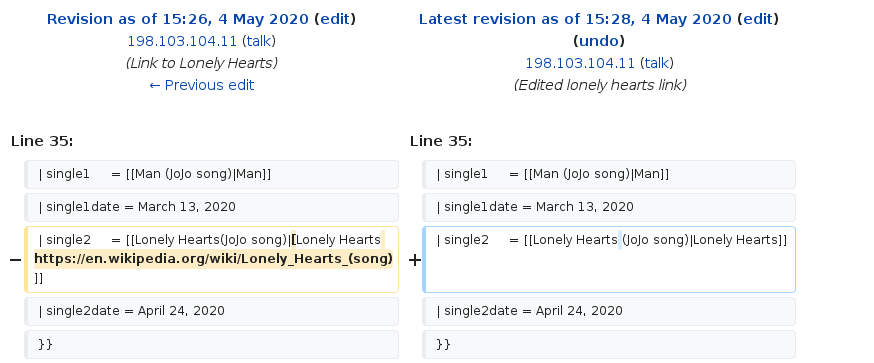 Revision as of 15:26, 4 May 2020 (edit)
198.103.104.11 (talk)
(Link to Lonely Hearts)
← Previous edit
Latest revision as of 15:28, 4 May 2020 (edit)
(undo)
198.103.104.11 (talk)
(Edited lonely hearts link)
Line 35:
Line 35:
| single1 = [[Man (JoJo song)|Man]]
| single1 = [[Man (JoJo song)|Man]]
| single1date = March 13, 2020
| single1date = March 13, 2020
− | single2 = [[Lonely Hearts(JoJo song)|[Lonely Hearts
https://en.wikipedia.org/wiki/Lonely_Hearts_(song)
]]
+ | single2 = [[Lonely Hearts (JoJo song)|Lonely Hearts]]
| single2date = April 24, 2020
| single2date = April 24, 2020
}}
}}